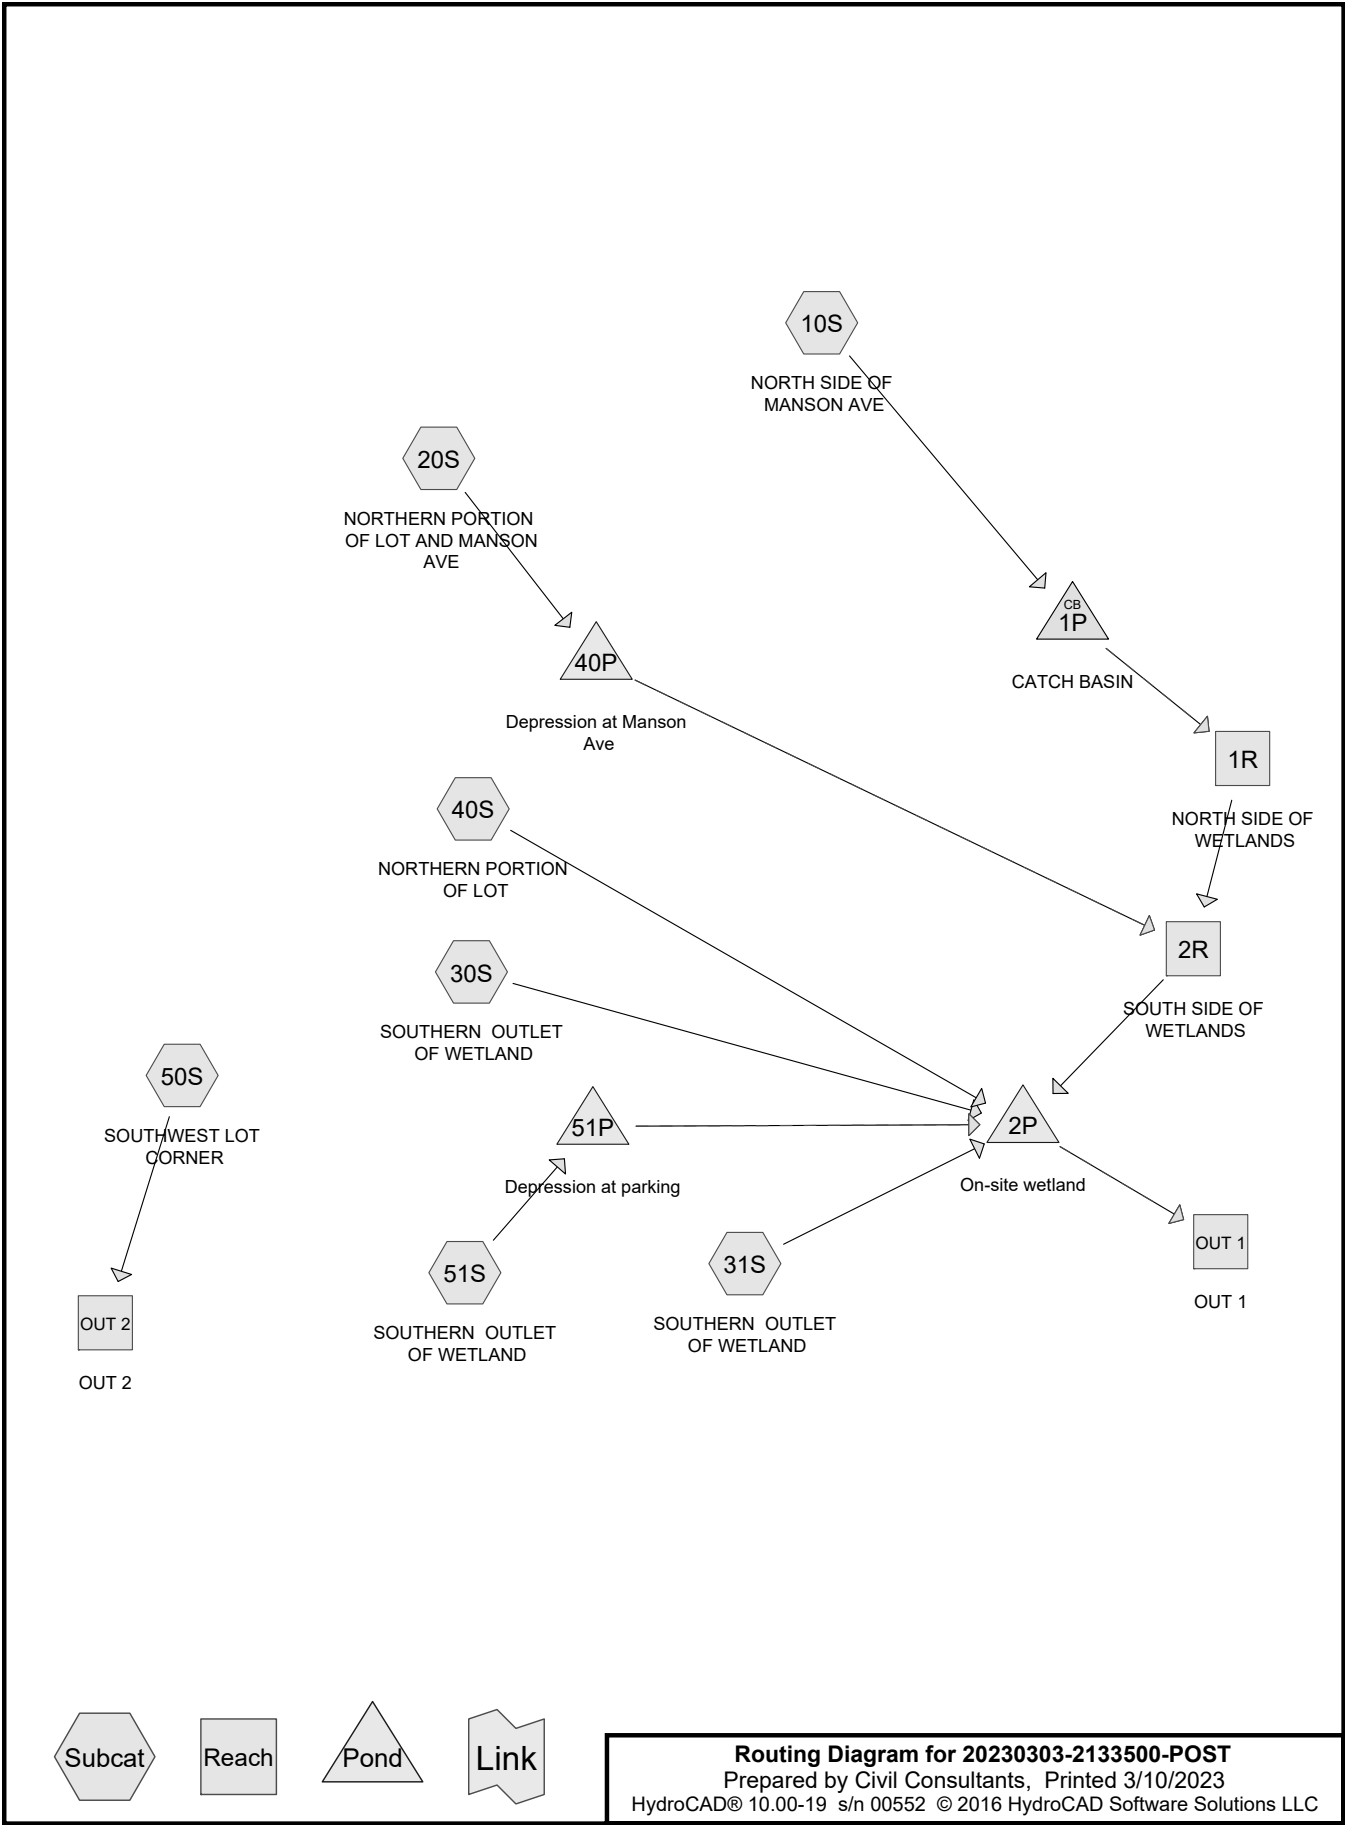 10S
NORTH SIDE OF
MANSON AVE
20S
NORTHERN PORTION
OF LOT AND MANSON
AVE
CB
1P
CATCH BASIN
40P
Depression at Manson
Ave
1R
NORTH SIDE OF
WETLANDS
40S
NORTHERN PORTION
OF LOT
2R
SOUTH SIDE OF
WETLANDS
30S
SOUTHERN  OUTLET
OF WETLAND
50S
SOUTHWEST LOT
CORNER
51P
Depression at parking
2P
On-site wetland
51S
SOUTHERN  OUTLET
OF WETLAND
31S
SOUTHERN  OUTLET
OF WETLAND
OUT 1
OUT 1
OUT 2
OUT 2
Subcat
Reach
Pond
Link
Routing Diagram for 20230303-2133500-POST
Prepared by Civil Consultants,  Printed 3/10/2023
HydroCAD® 10.00-19  s/n 00552  © 2016 HydroCAD Software Solutions LLC